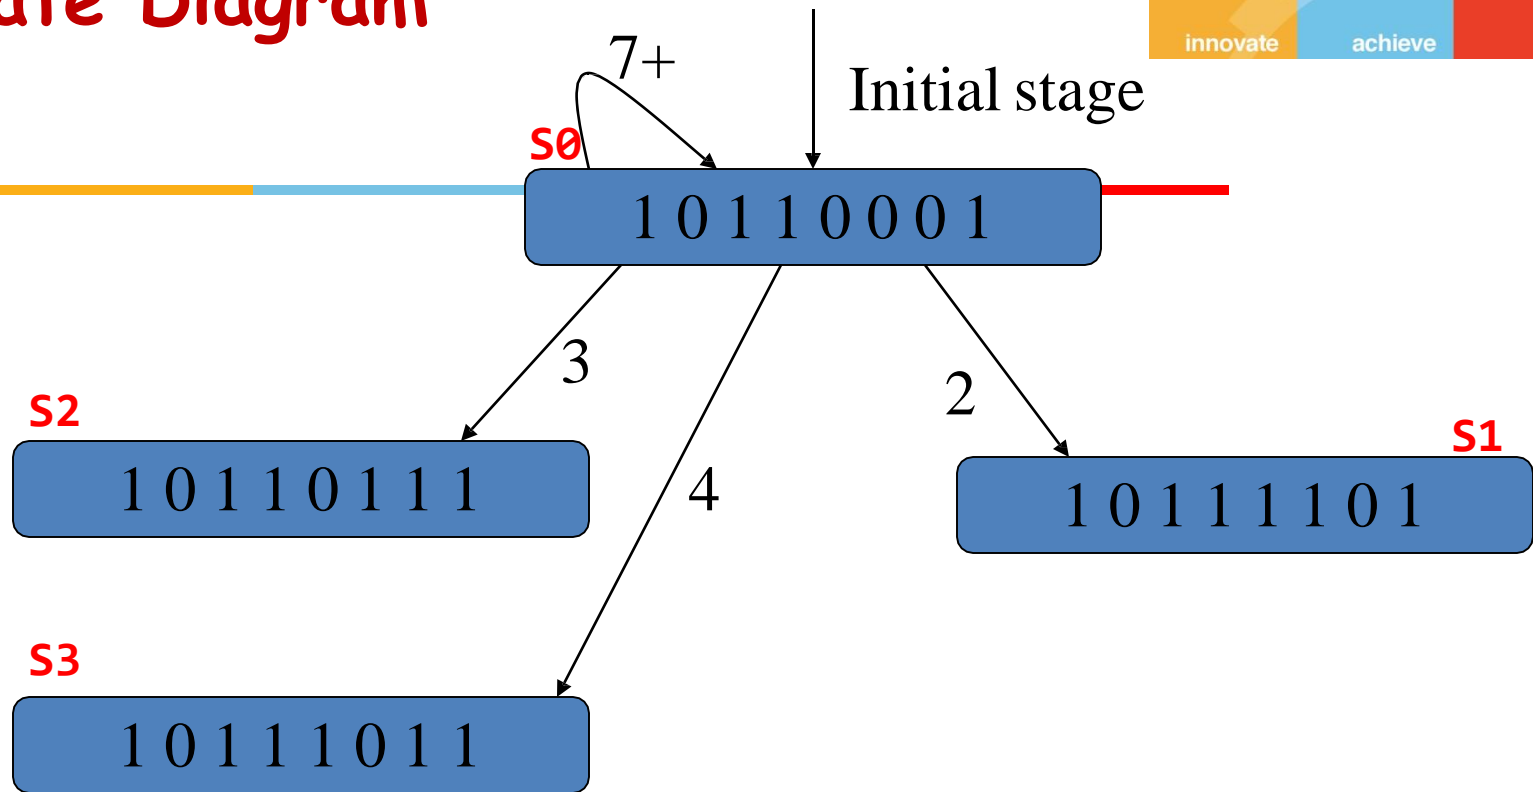 Diagram
innovate achieve
7+
Initial stage
S0
1 0 1 1 0 0 0 1
3
2
S2
S1
1 0 1 1 0 1 1 1
4
1 0 1 1 1 1 0 1
S3
1 0 1 1 1 0 1 1